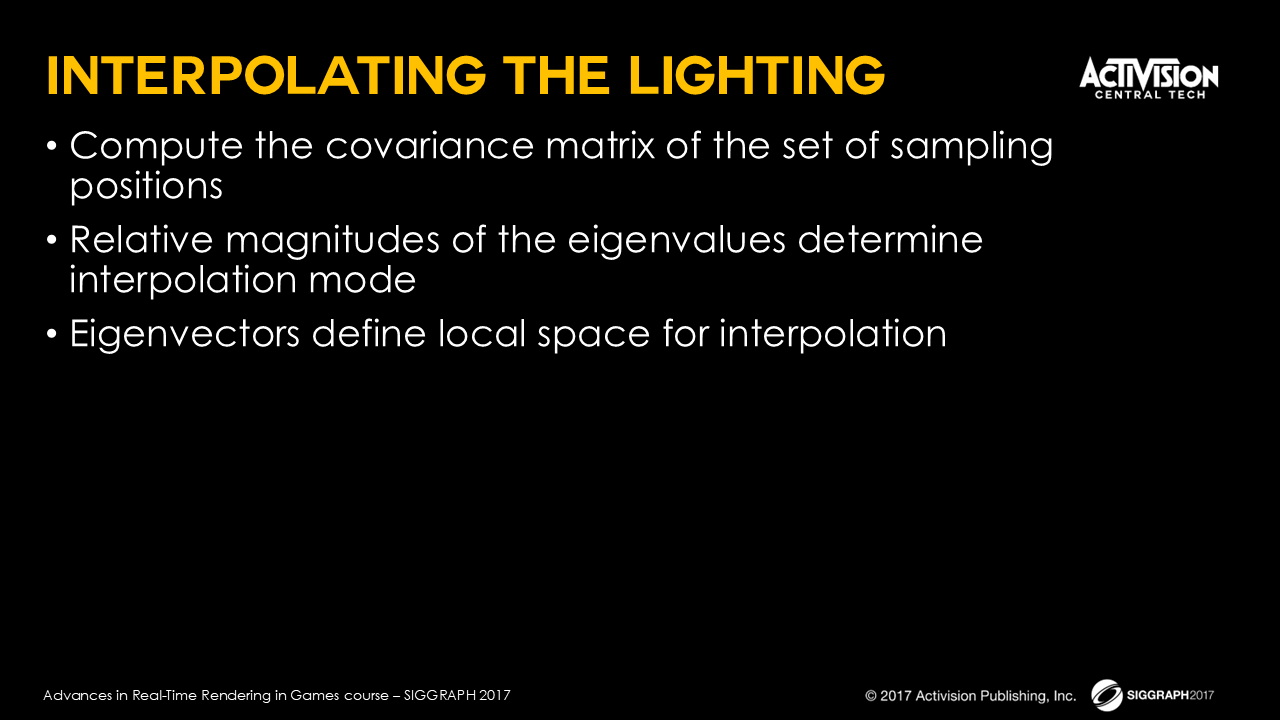 INTERPOLATING THE LIGHTING
ACTIVISION
CENTRAL TECH
• Compute the covariance matrix of the set of sampling
positions
• Relative magnitudes of the eigenvalues determine
interpolation mode
• Eigenvectors define local space for interpolation
Advances in Real-Time Rendering in Games course – SIGGRAPH 2017
© 2017 Activision Publishing, Inc.
SIGGRAPH2017